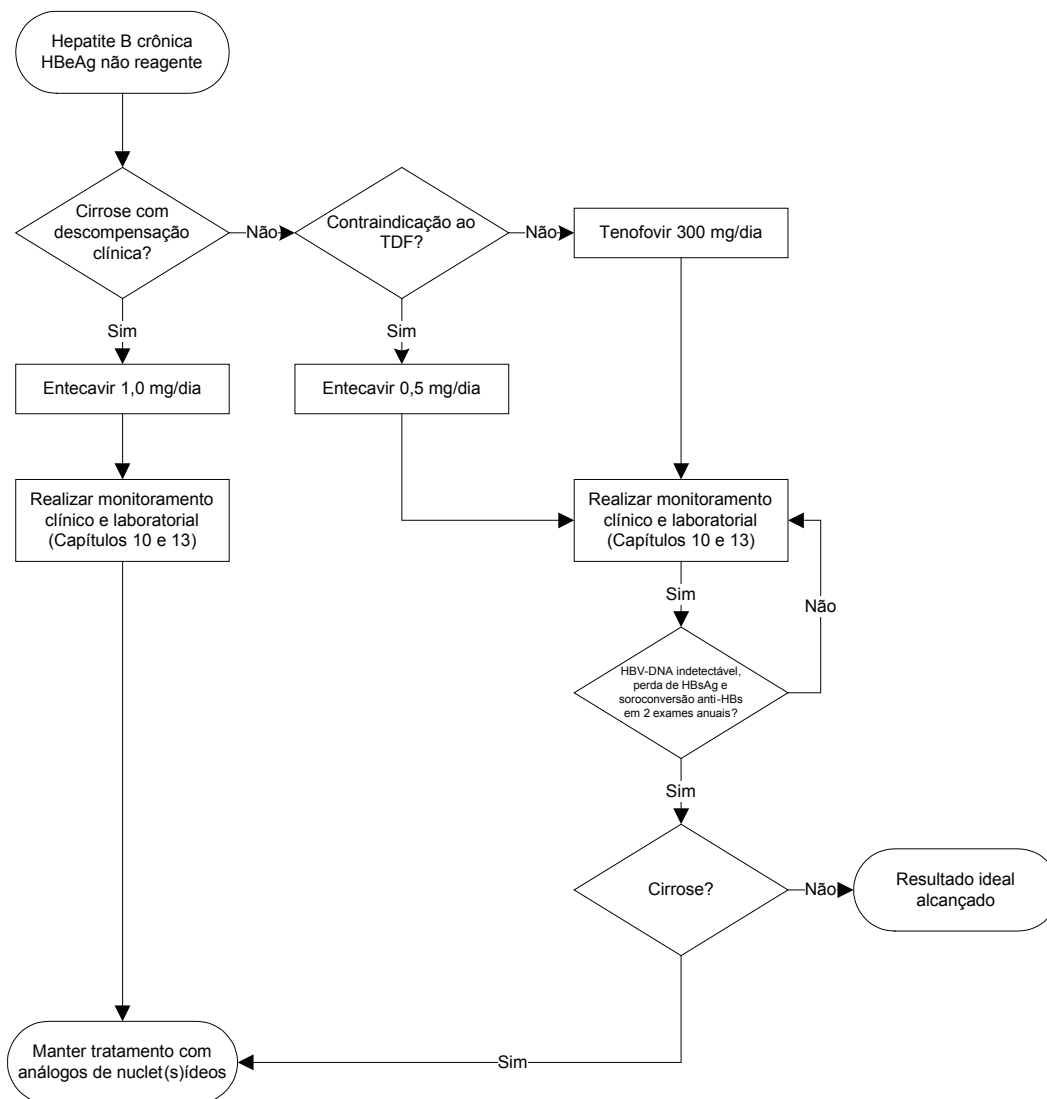 Hepatite B crônica
HBeAg não reagente
Cirrose com
descompensação
clínica?
Não
Contraindicação ao
TDF?
Não
Tenofovir 300 mg/dia
Sim
Sim
Entecavir 1,0 mg/dia
Entecavir 0,5 mg/dia
Realizar monitoramento
clínico e laboratorial
(Capítulos 10 e 13)
Realizar monitoramento
clínico e laboratorial
(Capítulos 10 e 13)
Sim
Não
HBV-DNA indetectável,
perda de HBsAg e
soroconversão anti-HBs
em 2 exames anuais?
Sim
Cirrose?
Não
Resultado ideal
alcançado
Manter tratamento com
análogos de nuclet(s)ídeos
Sim